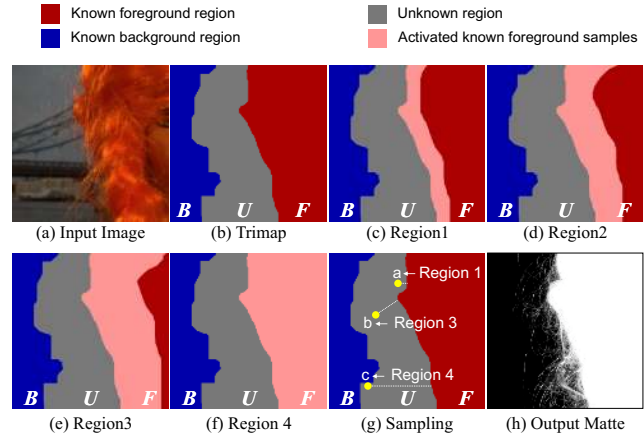 Known foreground region
Unknown region
Known background region
Activated known foreground samples
B U F
B U F
B U F
(a) Input Image
(b) Trimap
(c) Region1
(d) Region2
a ← Region 1
b ← Region 3
c ← Region 4
B U F
B U F
B U F
(e) Region3
(f) Region 4
(g) Sampling
(h) Output Matte